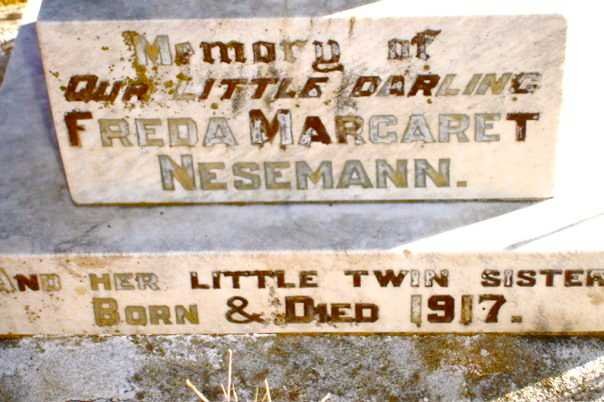 Memory of
OUR LITTLE DARLING
FREDA MARGARET
NESEMANN.
AND HER LITTLE TWIN SISTER
BORN & DIED 1917.